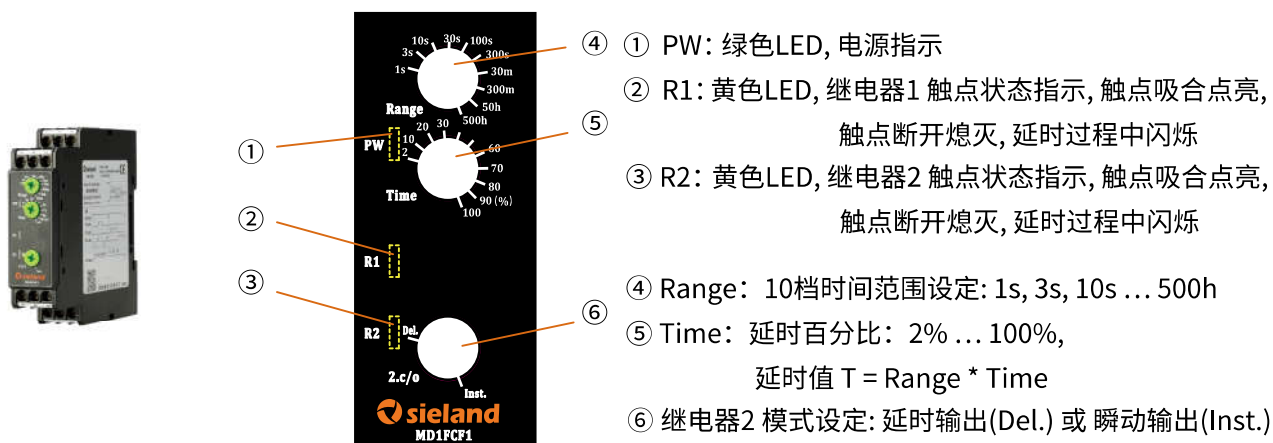 10s
30s
100s
3s
300s
1s
30m
300m
50h
500h
Range
PW
20
30
10
2
60
70
80
90 (%)
100
Time
R1
R2
Del.
2.c/o
Inst.
sieland
MD1FCF1
①
②
③
④
⑤
⑥
① PW: 绿色LED, 电源指示
② R1: 黄色LED, 继电器1 触点状态指示, 触点吸合点亮,
触点断开熄灭, 延时过程中闪烁
③ R2: 黄色LED, 继电器2 触点状态指示, 触点吸合点亮,
触点断开熄灭, 延时过程中闪烁
④ Range: 10档时间范围设定: 1s, 3s, 10s … 500h
⑤ Time: 延时百分比: 2% … 100%,
延时值 T = Range * Time
⑥ 继电器2 模式设定: 延时输出(Del.) 或 瞬动输出(Inst.)
sieland